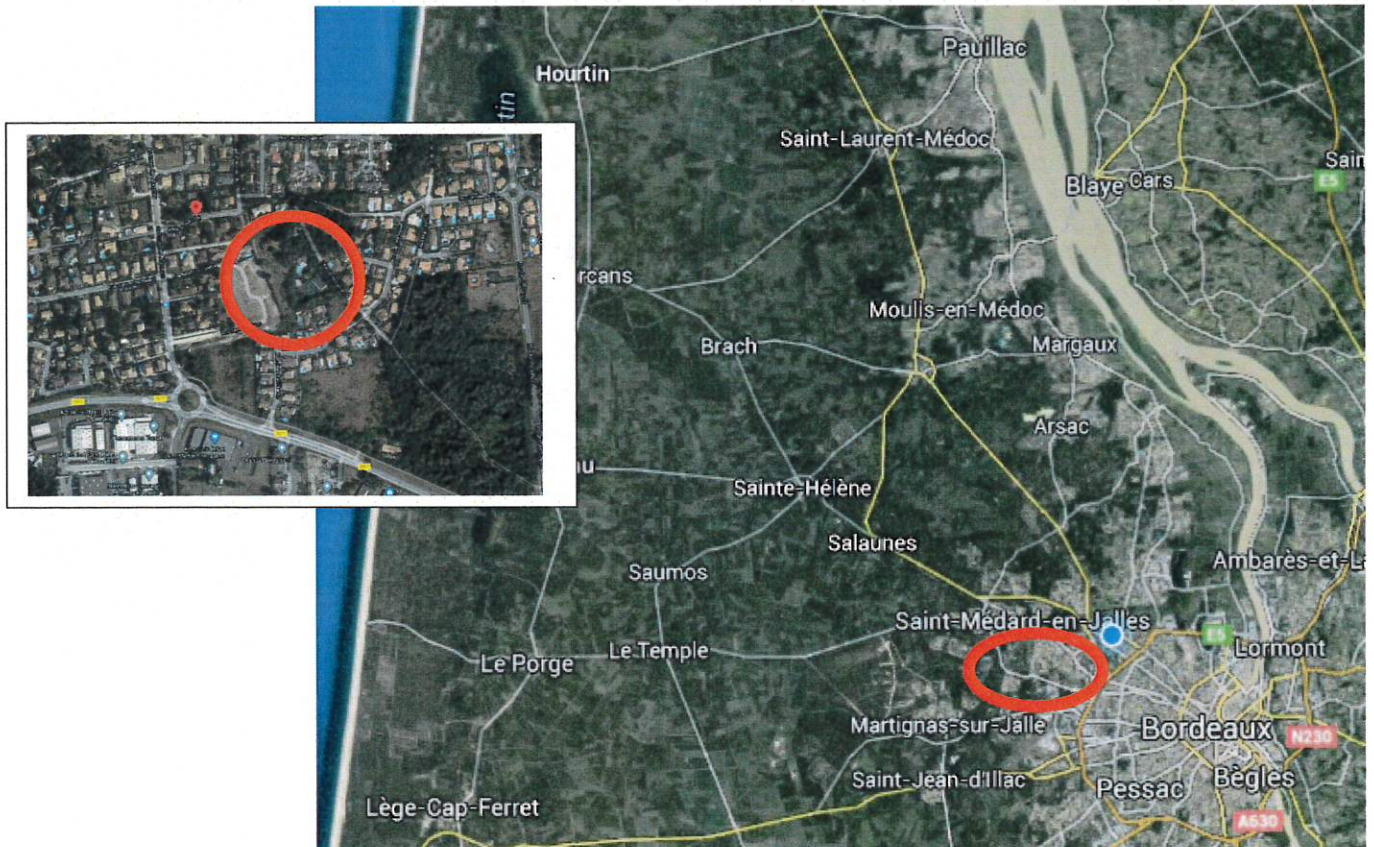 Pauillac
Hourtin
tin
Saint-Laurent-Médoc
Sain
E5
Blaye
Cars
rcans
Moulis-en-Médoc
Brach
Margaux
Arsac
u
Sainte-Hélène
Salaunes
Ambarès-et-L
Saumos
Saint-Médard-en-Jalles
E5
Lormont
Le Porge
Le Temple
Martignas-sur-Jalle
Bordeaux
N230
Saint-Jean-d'Illac
Pessac
Bègles
Lège-Cap-Ferret
A630